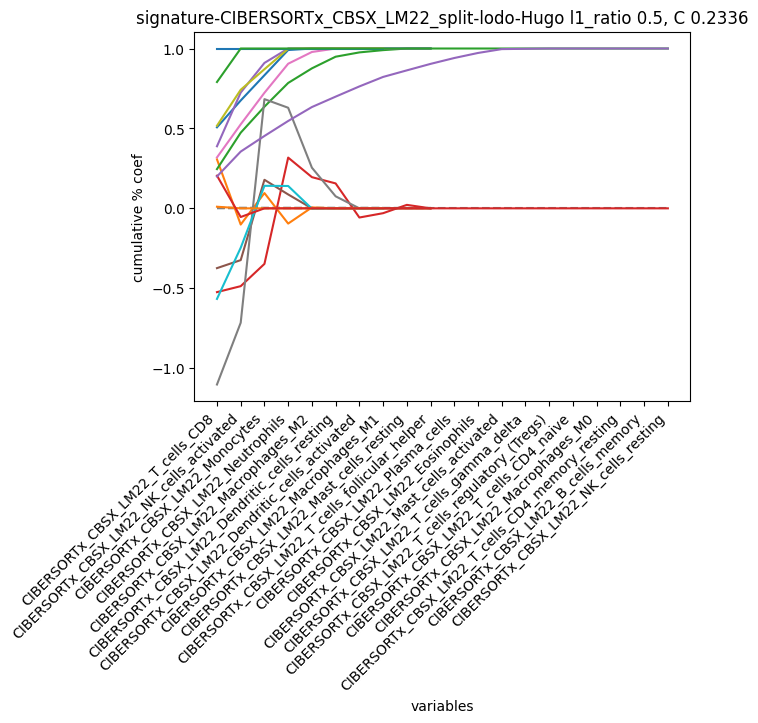 signature-CIBERSORTx_CBSX_LM22_split-lodo-Hugo l1_ratio 0.5, C 0.2336
cumulative % coef
1.0
0.5
0.0
−0.5
−1.0
CIBERSORTx_CBSX_LM22_T_cells_CD8
CIBERSORTx_CBSX_LM22_NK_cells_activated
CIBERSORTx_CBSX_LM22_Monocytes
CIBERSORTx_CBSX_LM22_Neutrophils
CIBERSORTx_CBSX_LM22_Macrophages_M2
CIBERSORTx_CBSX_LM22_Dendritic_cells_resting
CIBERSORTx_CBSX_LM22_Dendritic_cells_activated
CIBERSORTx_CBSX_LM22_Macrophages_M1
CIBERSORTx_CBSX_LM22_Mast_cells_resting
CIBERSORTx_CBSX_LM22_T_cells_follicular_helper
CIBERSORTx_CBSX_LM22_Plasma_cells
CIBERSORTx_CBSX_LM22_Eosinophils
CIBERSORTx_CBSX_LM22_Mast_cells_activated
CIBERSORTx_CBSX_LM22_T_cells_gamma_delta
CIBERSORTx_CBSX_LM22_T_cells_regulatory_(Tregs)
CIBERSORTx_CBSX_LM22_T_cells_CD4_naive
CIBERSORTx_CBSX_LM22_Macrophages_M0
CIBERSORTx_CBSX_LM22_T_cells_CD4_memory_resting
CIBERSORTx_CBSX_LM22_B_cells_memory
CIBERSORTx_CBSX_LM22_NK_cells_resting
variables